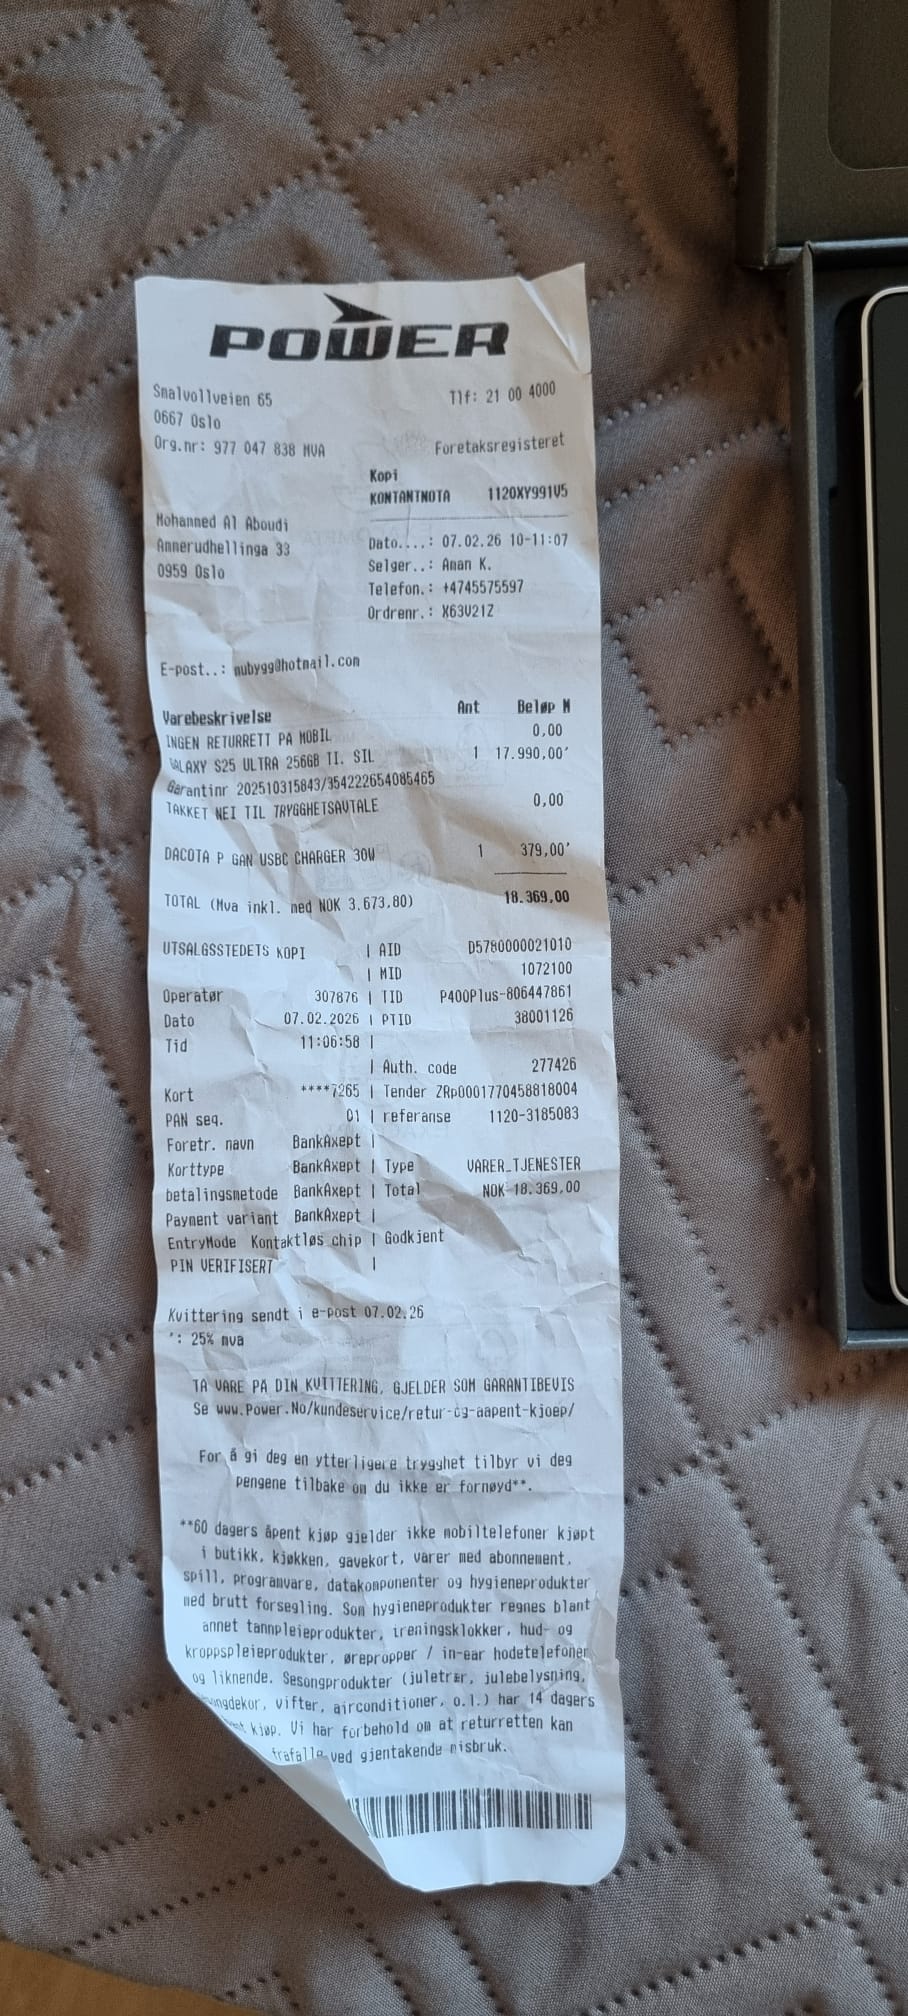 POWER
Smalvollveien 65 Tlf: 21 00 4000
0667 Oslo
Org.nr: 977 047 838 MVA Foretaksregisteret
Kopi
KONTANTNOTA 1120XY991V5
Mohammed Al Aboudi
Ammerudhellinga 33
0959 Oslo
Dato....: 07.02.26 10-11:07
Selger..: Aman K.
Telefon.: +4745575597
Ordrenr.: X63V21Z
E-post..: mubygg@hotmail.com
Varebeskrivelse Ant Beløp M
INGEN RETURRETT PÅ MOBIL 0,00
GALAXY S25 ULTRA 256GB TI. SIL 1 17.990,00'
Garantinr 202510315843/354222654085465
TAKKET NEI TIL TRYGGHETSAVTALE 0,00
DACOTA P GAN USBC CHARGER 30W 1 379,00'
TOTAL (Mva inkl. med NOK 3.673,80) 18.369,00
UTSALGSSTEDETS KOPI | AID D5780000021010
| MID 1072100
Operatør 307876 | TID P400Plus-806447861
Dato 07.02.2026 | PTID 38001126
Tid 11:06:58 |
| Auth. code 277426
Kort ****7265 | Tender ZRp0001770458818004
PAN seq. 01 | referanse 1120-3185083
Foretr. navn BankAxept |
Korttype BankAxept | Type VARER_TJENESTER
betalingsmetode BankAxept | Total NOK 18.369,00
Payment variant BankAxept |
EntryMode Kontaktløs chip | Godkjent
PIN VERIFISERT |
Kvittering sendt i e-post 07.02.26
': 25% mva
TA VARE PÅ DIN KVITTERING, GJELDER SOM GARANTIBEVIS
Se www.Power.No/kundeservice/retur-og-aapent-kjoep/
For å gi deg en ytterligere trygghet tilbyr vi deg
pengene tilbake om du ikke er fornøyd**.
**60 dagers åpent kjøp gjelder ikke mobiltelefoner kjøpt
i butikk, kjøkken, gavekort, varer med abonnement,
spill, programvare, datakomponenter og hygieneprodukter
med brutt forsegling. Som hygieneprodukter regnes blant
annet tannpleieprodukter, treningsklokker, hud- og
kroppspleieprodukter, ørepropper / in-ear hodetelefoner
og liknende. Sesongprodukter (juletrær, julebelysning,
vifter, airconditioner, o.l.) har 14 dagers
kjøp. Vi har forbehold om at returretten kan
frafalle ved gjentakende misbruk.